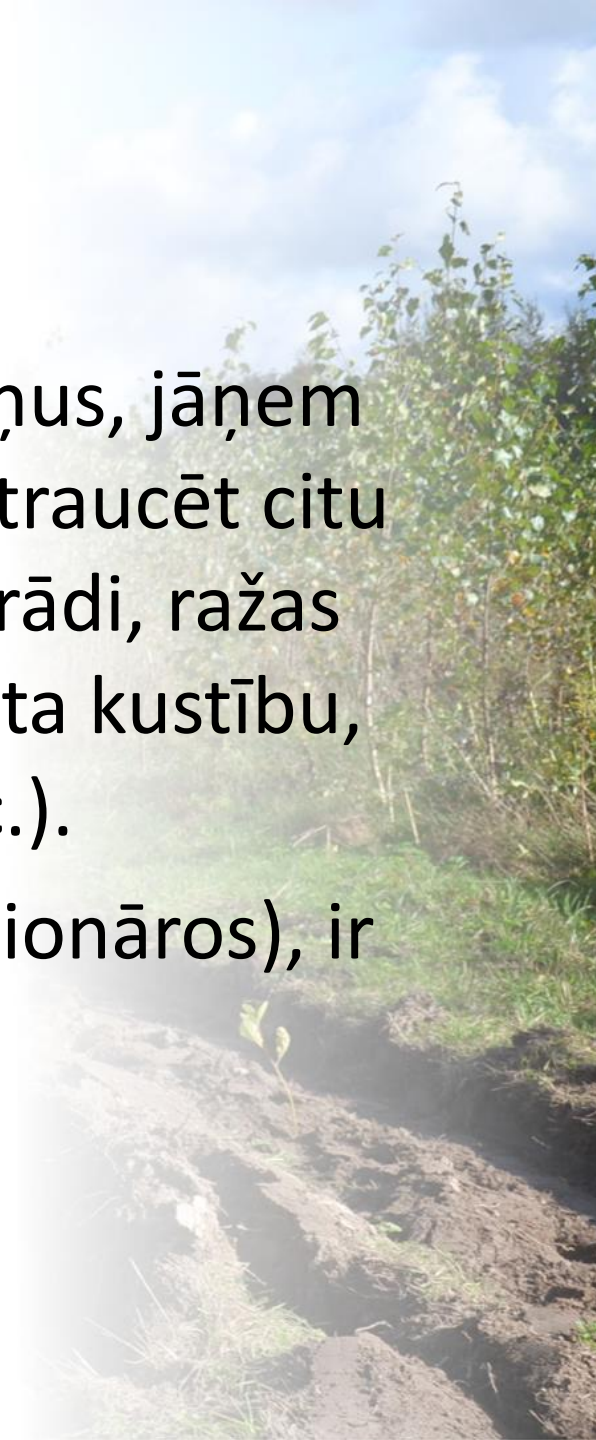 ņus, jāņem
traucēt citu
rādi, ražas
ta kustību,
.).
ionāros), ir